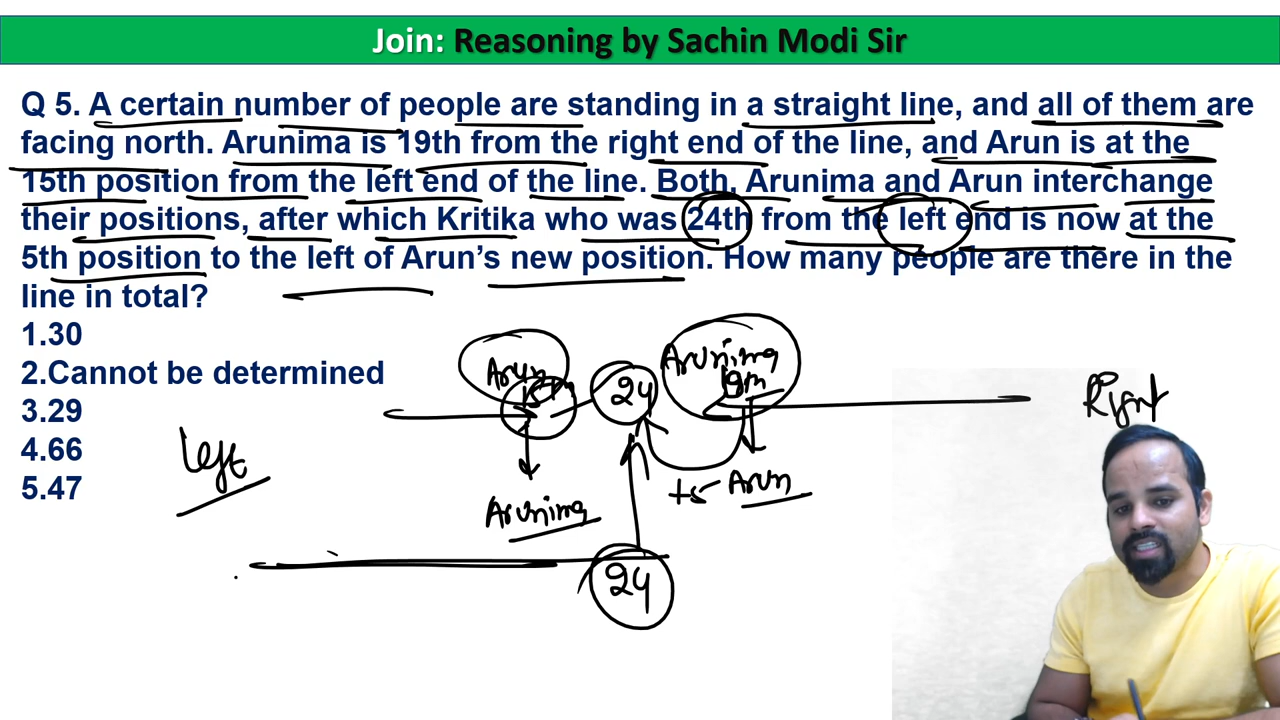 Join: Reasoning by Sachin Modi Sir
Q 5. A certain number of people are standing in a straight line, and all of them are
facing north. Arunima is 19th from the right end of the line, and Arun is at the
15th position from the left end of the line. Both, Arunima and Arun interchange
their positions, after which Kritika who was 24th from the left end is now at the
5th position to the left of Arun’s new position. How many people are there in the
line in total?
1.30
2.Cannot be determined
3.29
4.66
5.47
Arun 24 Arunima Right
15th 19th
Left
Arunima +5 Arun
24